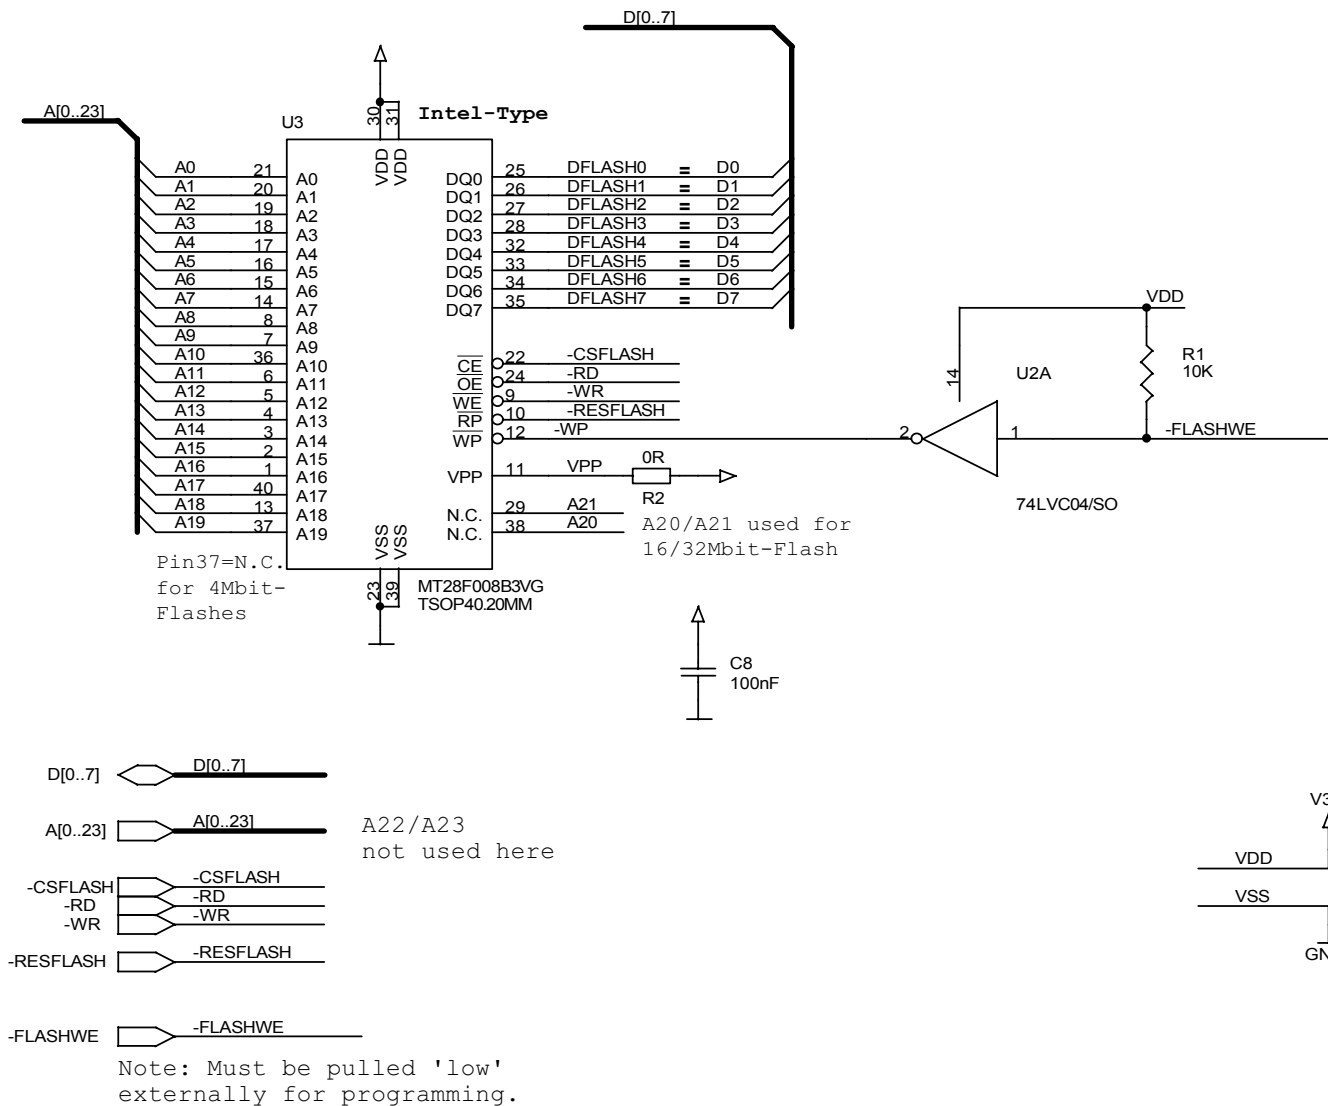 D[0..7]
A[0..23]
U3
30
31
Intel-Type
VDD
VDD
A0 21 A0 DQ0 25 DFLASH0 = D0
A1 20 A1 DQ1 26 DFLASH1 = D1
A2 19 A2 DQ2 27 DFLASH2 = D2
A3 18 A3 DQ3 28 DFLASH3 = D3
A4 17 A4 DQ4 32 DFLASH4 = D4
A5 16 A5 DQ5 33 DFLASH5 = D5
A6 15 A6 DQ6 34 DFLASH6 = D6
A7 14 A7 DQ7 35 DFLASH7 = D7
A8 8 A8
A9 7 A9
A10 36 A10 CE 22 -CSFLASH
A11 6 A11 OE 24 -RD
A12 5 A12 WE 9 -WR
A13 4 A13 RP 10 -RESFLASH
A14 3 A14 WP 12 -WP
A15 2 A15
A16 1 A16 VPP 11 VPP 0R
R2
A17 40 A17
A18 13 A18 N.C. 29 A21
A19 37 A19 N.C. 38 A20
VDD
R1
10K
14
U2A
2
1
-FLASHWE
74LVC04/SO
A20/A21 used for
16/32Mbit-Flash
VSS
VSS
23
39
Pin37=N.C.
for 4Mbit-
Flashes
MT28F008B3VG
TSOP40.20MM
C8
100nF
D[0..7] D[0..7]
A[0..23] A[0..23]
A22/A23
not used here
-CSFLASH -CSFLASH
-RD -RD
-WR -WR
-RESFLASH -RESFLASH
-FLASHWE -FLASHWE
Note: Must be pulled 'low'
externally for programming.
VDD
VSS